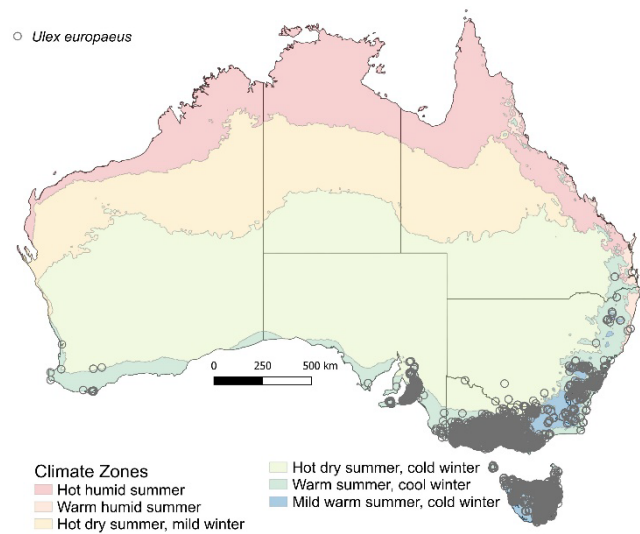 Ulex europaeus
0 250 500 km
Climate Zones
Hot humid summer
Warm humid summer
Hot dry summer, mild winter
Hot dry summer, cold winter
Warm summer, cool winter
Mild warm summer, cold winter